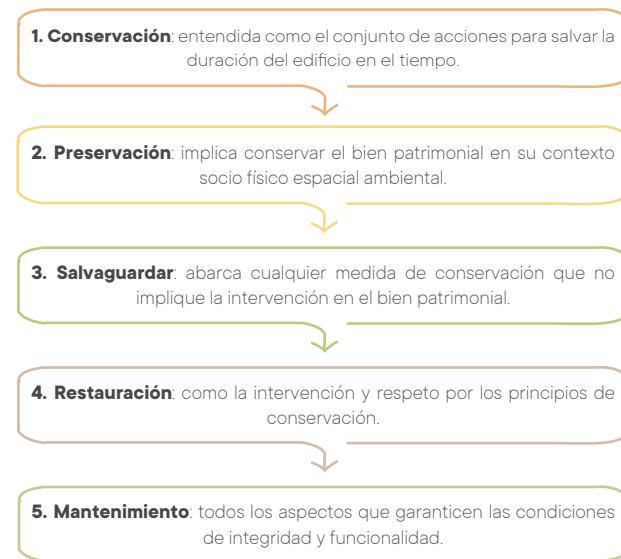 1. Conservación: entendida como el conjunto de acciones para salvar la
duración del edificio en el tiempo.
2. Preservación: implica conservar el bien patrimonial en su contexto
socio físico espacial ambiental.
3. Salvaguardar: abarca cualquier medida de conservación que no
implique la intervención en el bien patrimonial.
4. Restauración: como la intervención y respeto por los principios de
conservación.
5. Mantenimiento: todos los aspectos que garanticen las condiciones
de integridad y funcionalidad.